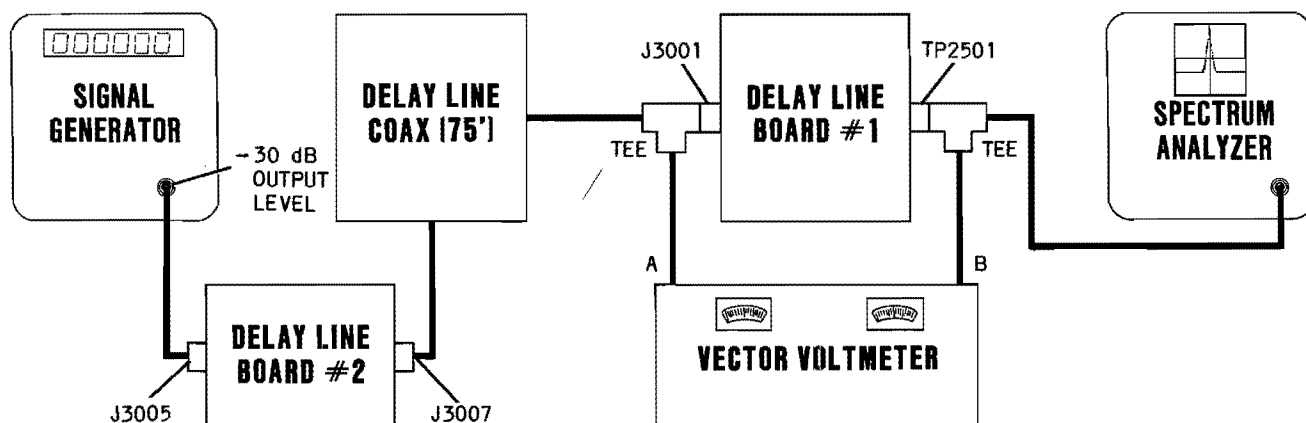 000000
SIGNAL
GENERATOR
-30 dB
OUTPUT
LEVEL
DELAY LINE
COAX (75')
J3001
TEE
DELAY LINE
BOARD #1
TP2501
TEE
SPECTRUM
ANALYZER
A
B
DELAY LINE
BOARD #2
J3005
J3007
VECTOR VOLTMETER